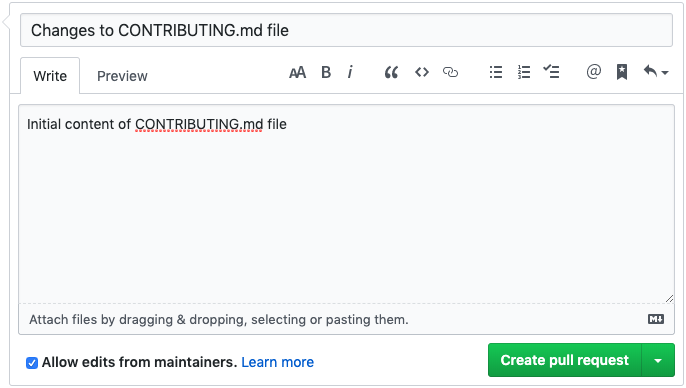 Changes to CONTRIBUTING.md file
Write Preview AA B i “ <> @
Initial content of CONTRIBUTING.md file
Attach files by dragging & dropping, selecting or pasting them. M↓
Allow edits from maintainers. Learn more Create pull request